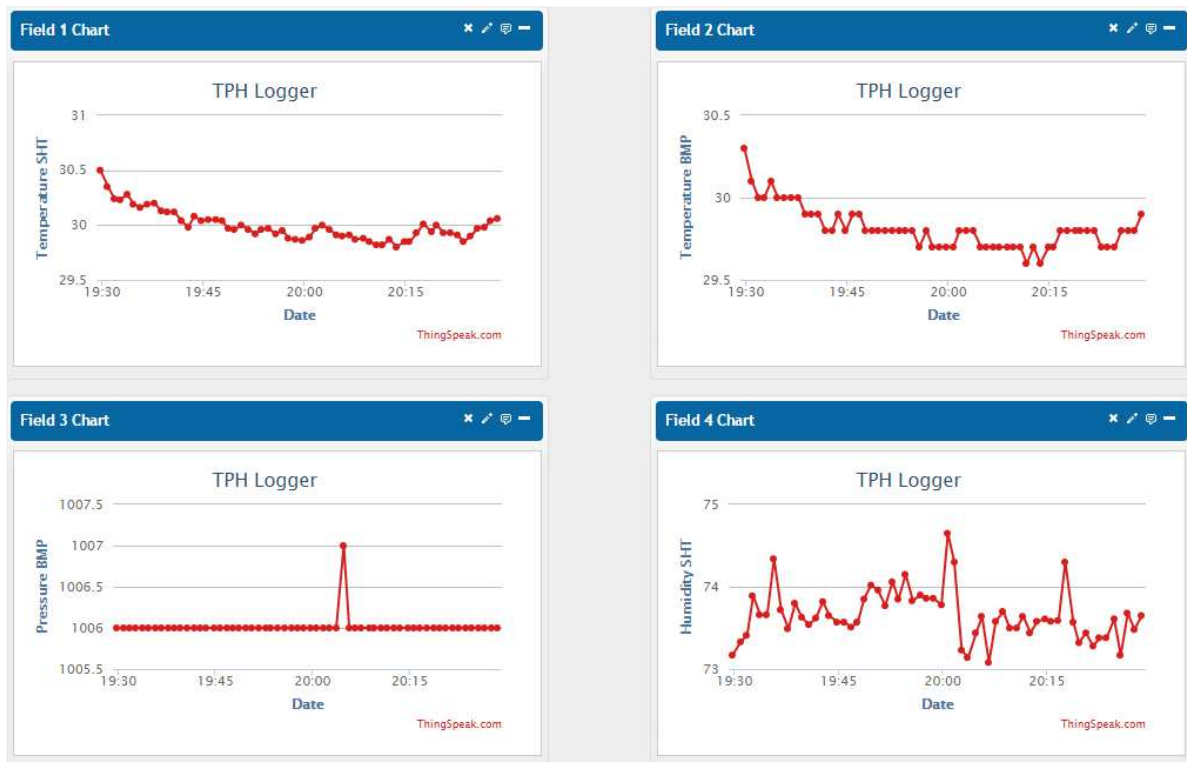 Field 1 Chart
TPH Logger
Temperature SHT
31
30.5
30
29.5
19:30 19:45 20:00 20:15
Date
ThingSpeak.com
Field 2 Chart
TPH Logger
Temperature BMP
30.5
30
29.5
19:30 19:45 20:00 20:15
Date
ThingSpeak.com
Field 3 Chart
TPH Logger
Pressure BMP
1007.5
1007
1006.5
1006
1005.5
19:30 19:45 20:00 20:15
Date
ThingSpeak.com
Field 4 Chart
TPH Logger
Humidity SHT
75
74
73
19:30 19:45 20:00 20:15
Date
ThingSpeak.com